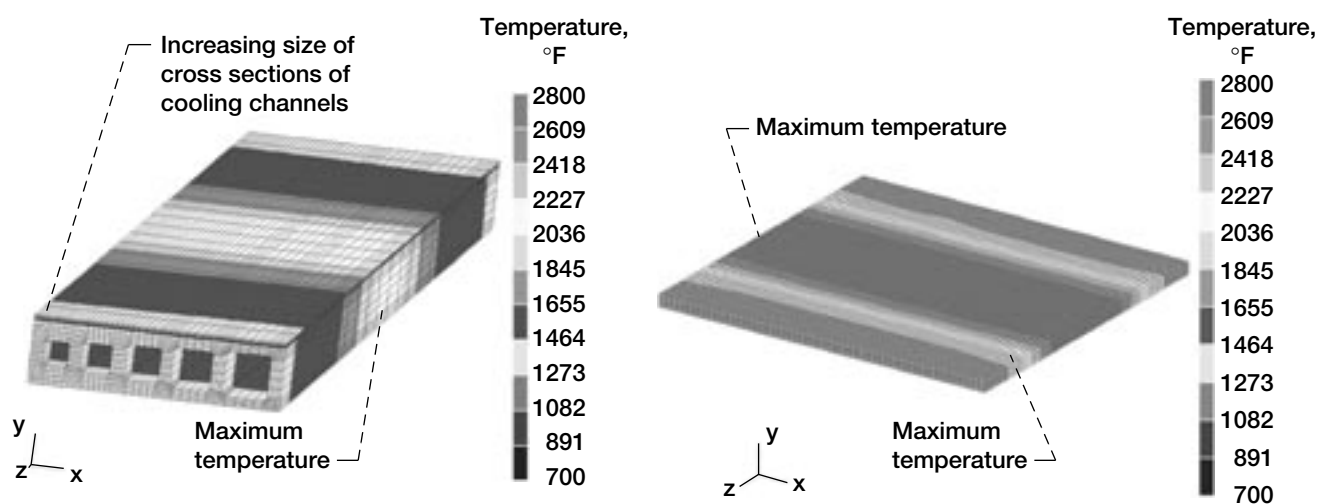 Increasing size of
cross sections of
cooling channels
Temperature,
°F
2800
2609
2418
2227
2036
1845
1655
1464
1273
1082
891
700
Maximum
temperature
y
z
x
Temperature,
°F
2800
2609
2418
2227
2036
1845
1655
1464
1273
1082
891
700
Maximum temperature
Maximum
temperature
y
z
x